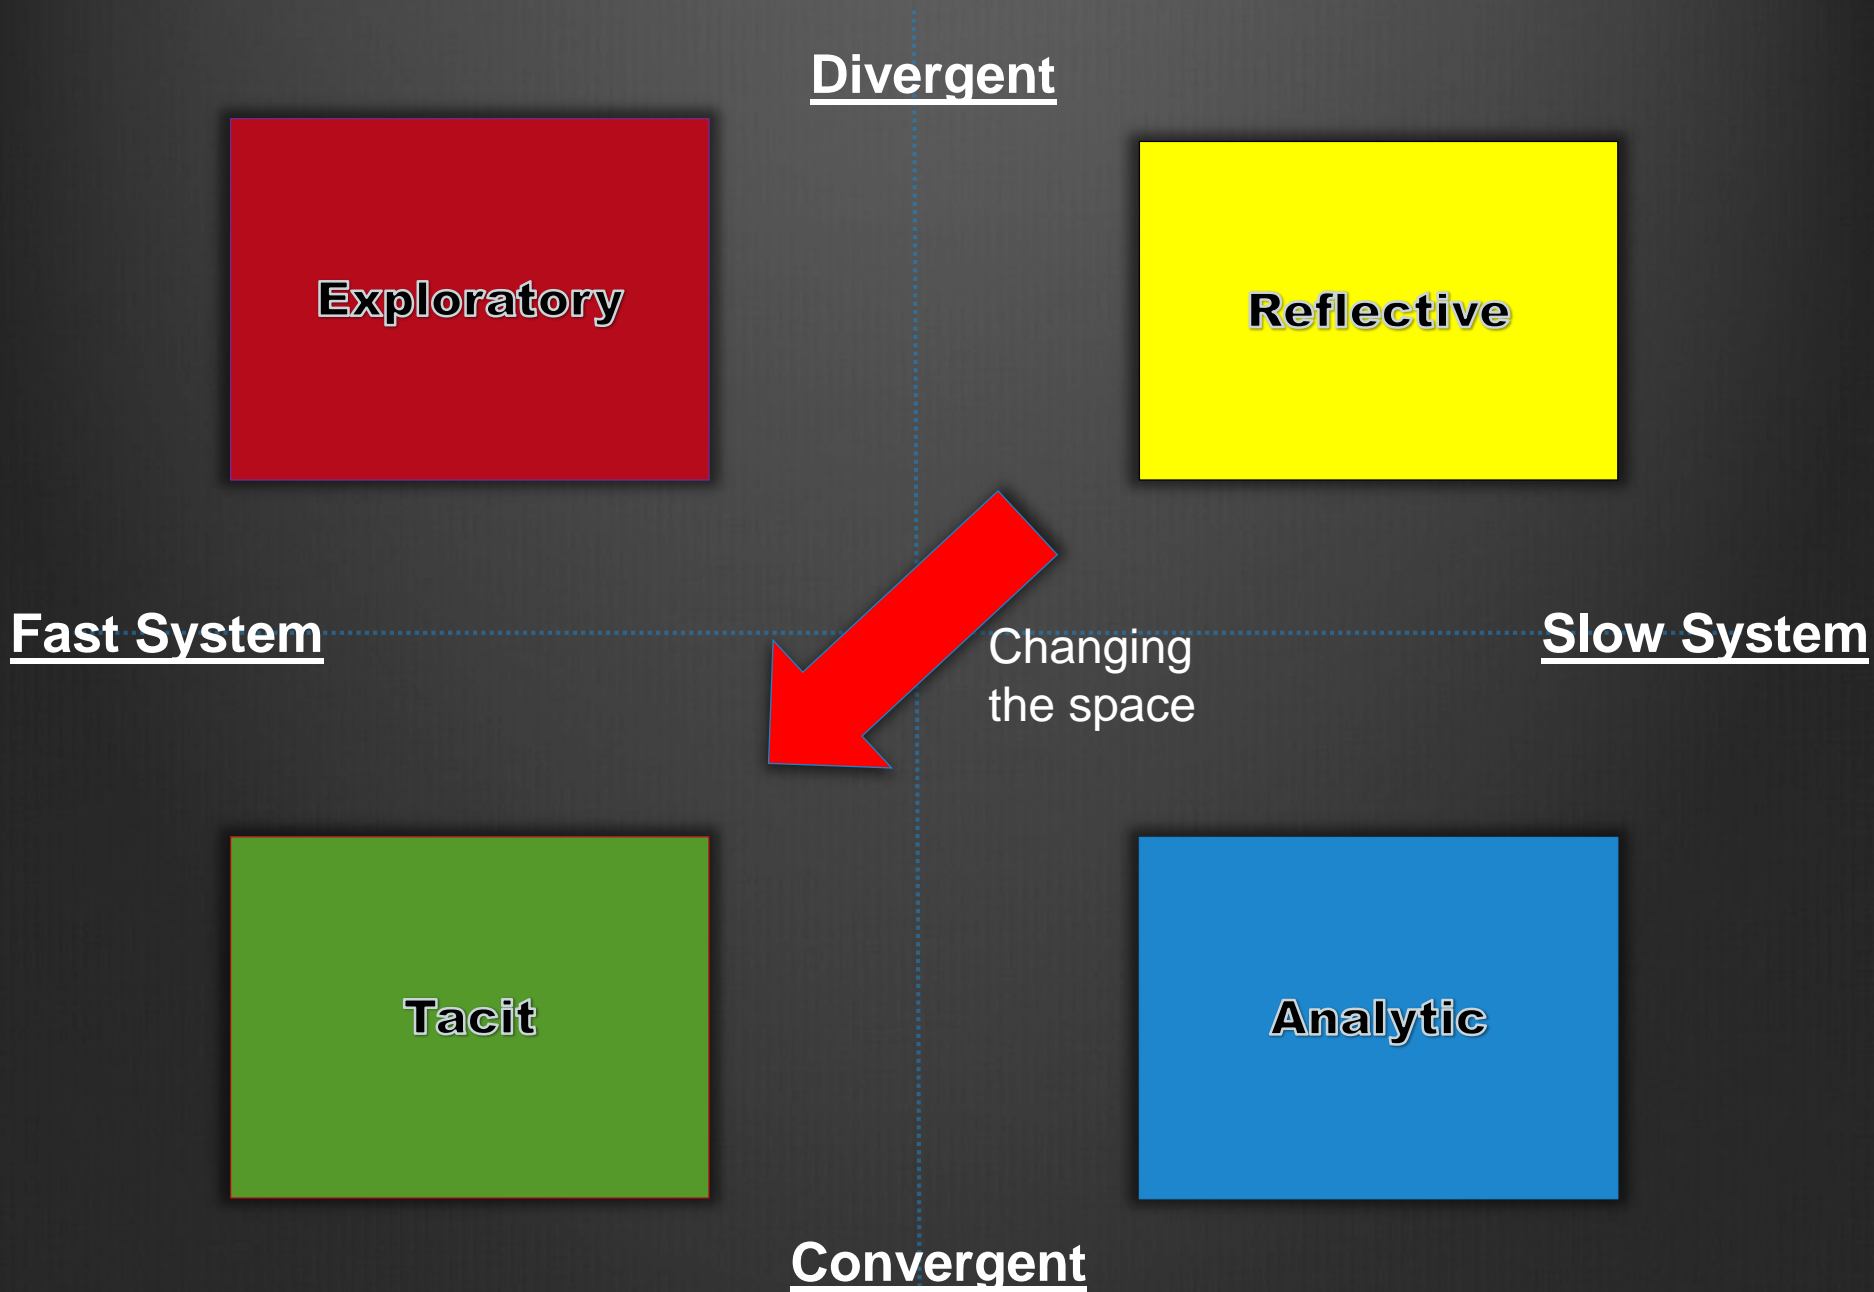 Divergent
Exploratory
Reflective
Fast System
Slow System
Changing
the space
Tacit
Analytic
Convergent